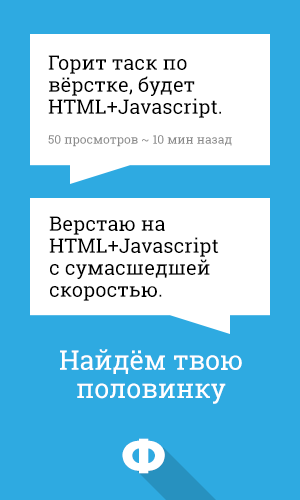 Горит таск по
вёрстке, будет
HTML+Javascript.
50 просмотров ~ 10 мин назад
Верстаю на
HTML+Javascript
с сумасшедшей
скоростью.
Найдём твою
половинку
Ф